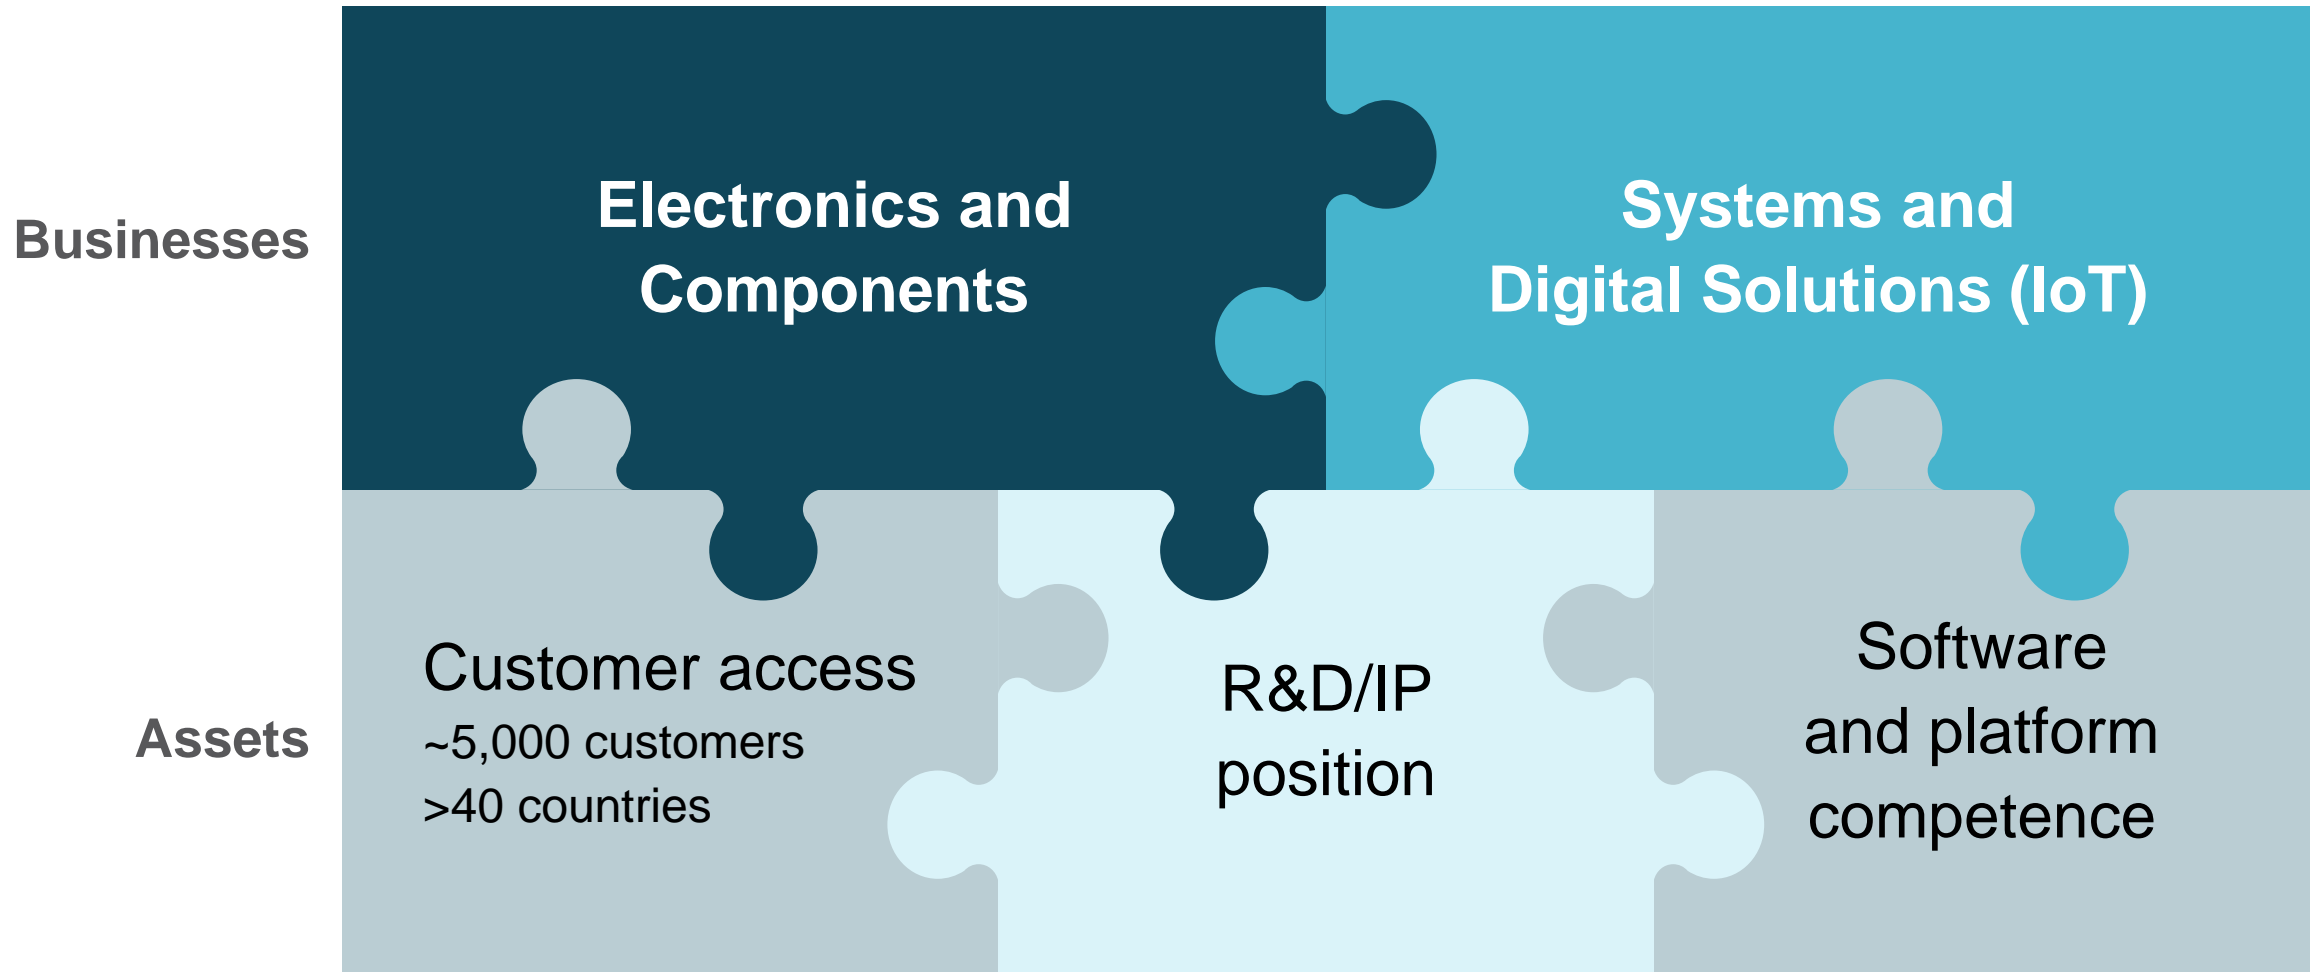 Businesses
Electronics and
Components
Systems and
Digital Solutions (IoT)
Assets
Customer access
~5,000 customers
>40 countries
R&D/IP
position
Software
and platform
competence